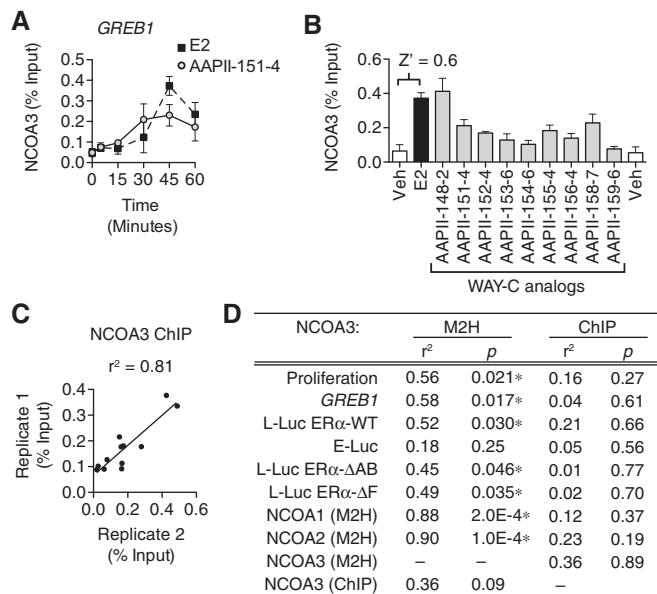 A
GREB1
E2
AAPII-151-4
NCOA3 (% Input)
0.5
0.4
0.3
0.2
0.1
0.0
0 15 30 45 60
Time
(Minutes)
B
Z' = 0.6
NCOA3 (% Input)
0.6
0.4
0.2
0.0
Veh
E2
AAPII-148-2
AAPII-151-4
AAPII-152-4
AAPII-153-6
AAPII-154-6
AAPII-155-4
AAPII-156-4
AAPII-158-7
AAPII-159-6
Veh
WAY-C analogs
C
NCOA3 ChIP
r² = 0.81
Replicate 1
(% Input)
0.4
0.3
0.2
0.1
0.0 0.2 0.4 0.6
Replicate 2
(% Input)
D
NCOA3: M2H ChIP
r² p r² p
Proliferation 0.56 0.021* 0.16 0.27
GREB1 0.58 0.017* 0.04 0.61
L-Luc ERα-WT 0.52 0.030* 0.21 0.66
E-Luc 0.18 0.25 0.05 0.56
L-Luc ERα-ΔAB 0.45 0.046* 0.01 0.77
L-Luc ERα-ΔF 0.49 0.035* 0.02 0.70
NCOA1 (M2H) 0.88 2.0E-4* 0.12 0.37
NCOA2 (M2H) 0.90 1.0E-4* 0.23 0.19
NCOA3 (M2H) – – 0.36 0.89
NCOA3 (ChIP) 0.36 0.09 –